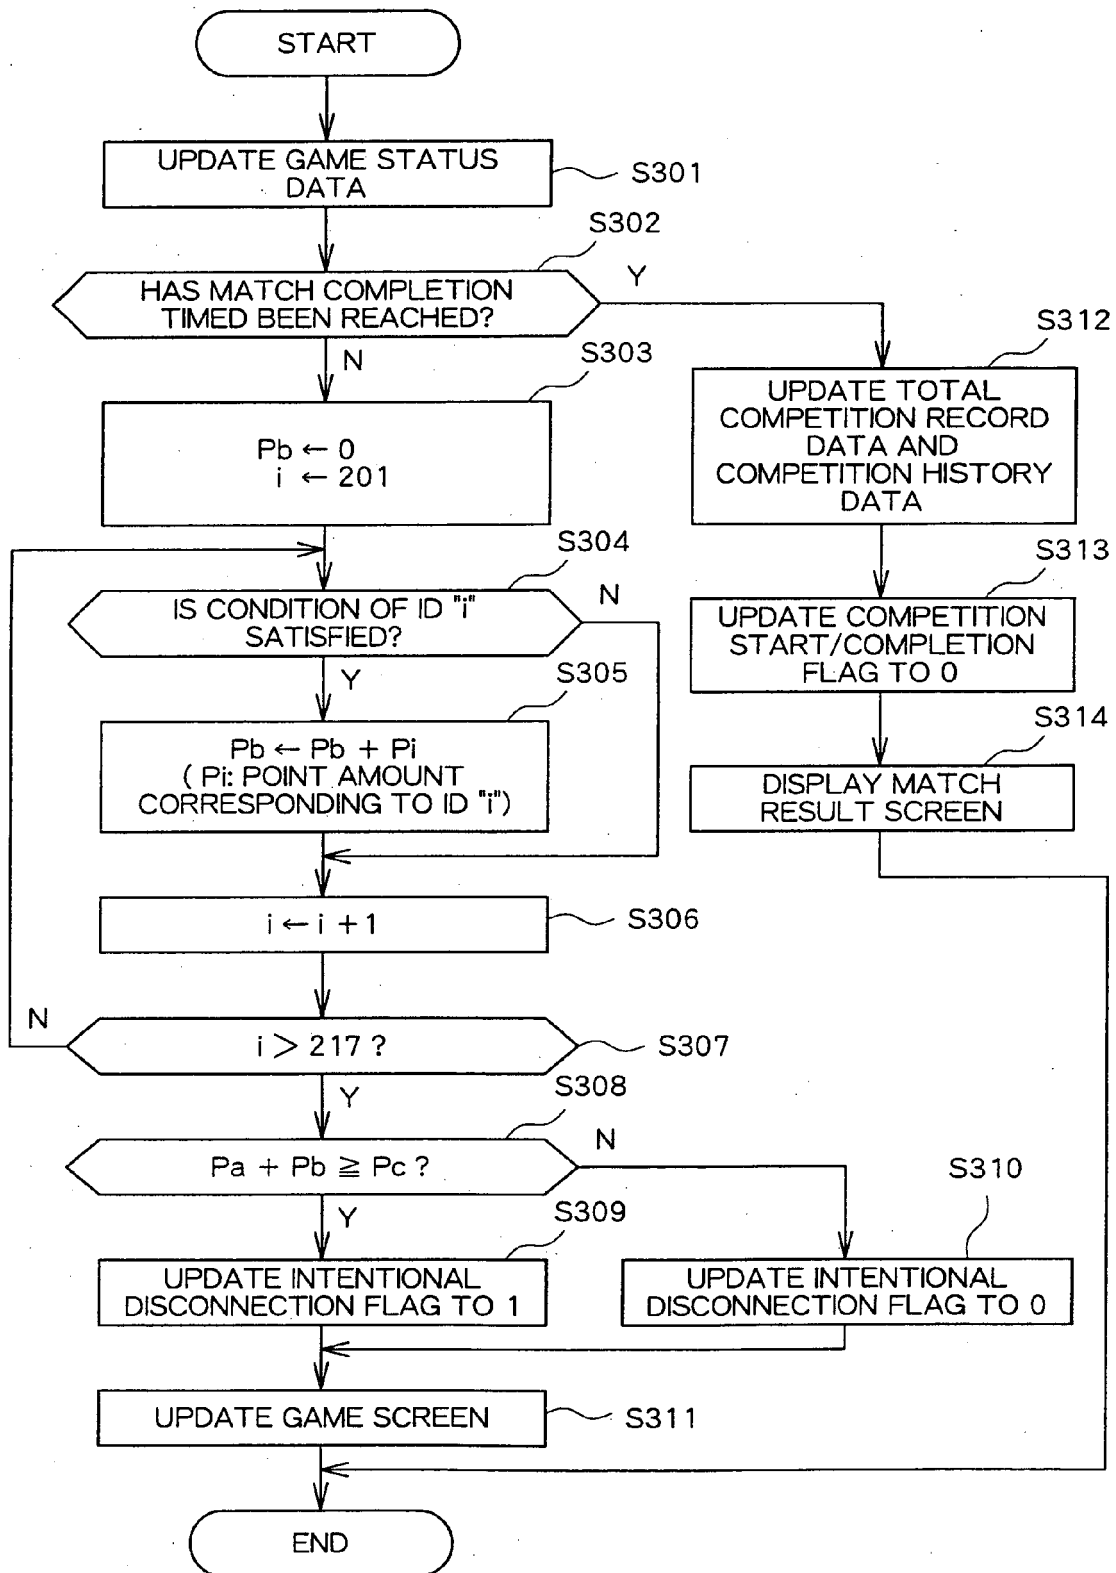 START
UPDATE GAME STATUS
DATA
S301
S302
HAS MATCH COMPLETION
TIMED BEEN REACHED?
Y
N
S303
Pb ← 0
i ← 201
S304
IS CONDITION OF ID "i"
SATISFIED?
N
Y
S305
Pb ← Pb + Pi
( Pi: POINT AMOUNT
CORRESPONDING TO ID "i")
i ← i + 1
S306
N
i > 217 ?
S307
Y
S308
Pa + Pb ≧ Pc ?
N
Y
S309
UPDATE INTENTIONAL
DISCONNECTION FLAG TO 1
S310
UPDATE INTENTIONAL
DISCONNECTION FLAG TO 0
UPDATE GAME SCREEN
S311
S312
UPDATE TOTAL
COMPETITION RECORD
DATA AND
COMPETITION HISTORY
DATA
S313
UPDATE COMPETITION
START/COMPLETION
FLAG TO 0
S314
DISPLAY MATCH
RESULT SCREEN
END